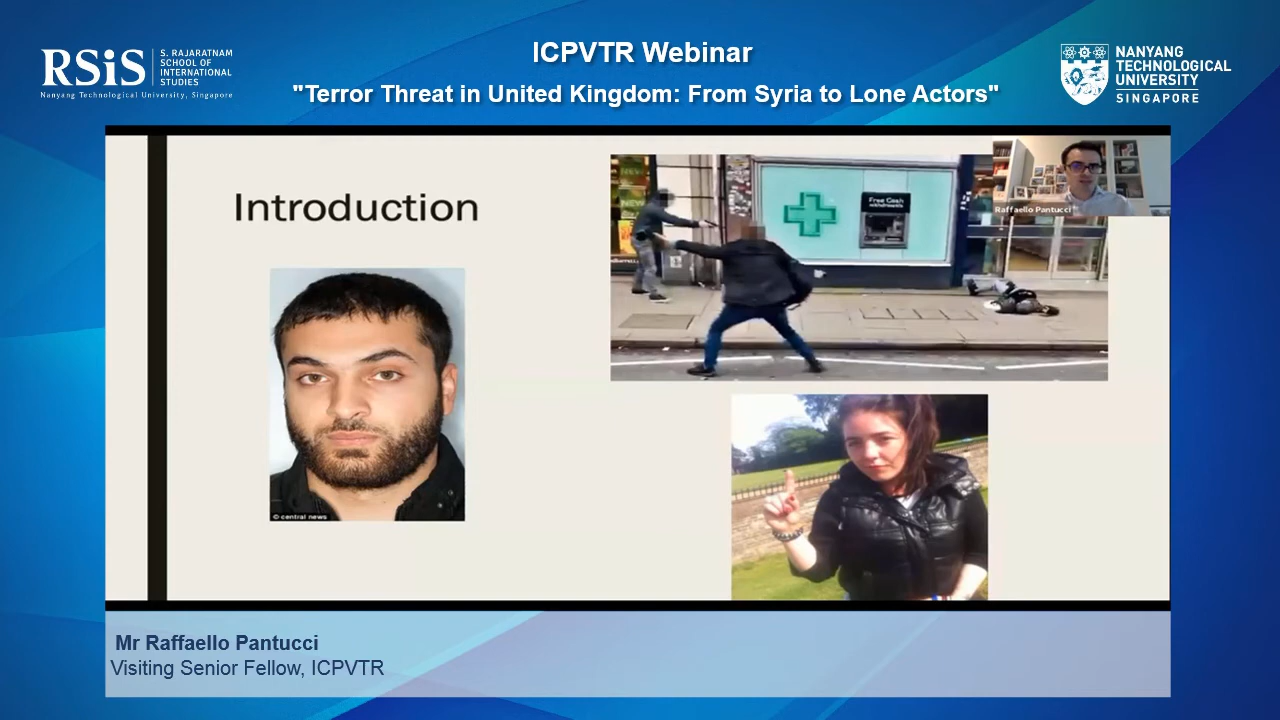 RSiS
S. RAJARATNAM
SCHOOL OF
INTERNATIONAL
STUDIES
Nanyang Technological University, Singapore
ICPVTR Webinar
"Terror Threat in United Kingdom: From Syria to Lone Actors"
NANYANG
TECHNOLOGICAL
UNIVERSITY
SINGAPORE
Introduction
© central news
Free Cash
withdrawals
Raffaello Pantucci
Mr Raffaello Pantucci
Visiting Senior Fellow, ICPVTR